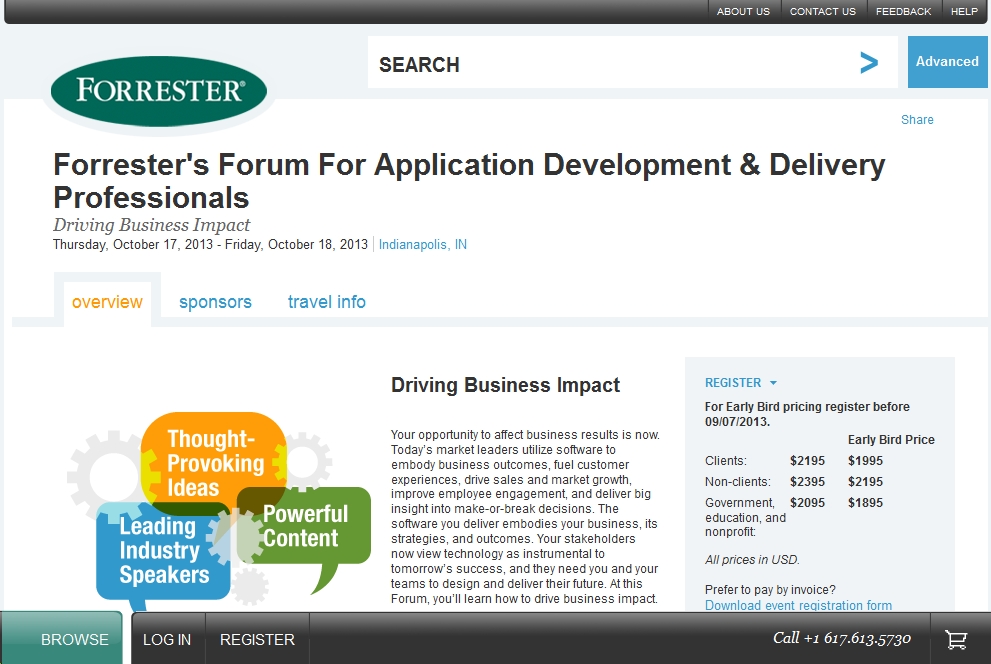 ABOUT US CONTACT US FEEDBACK HELP
FORRESTER®
SEARCH
Advanced
Share
Forrester's Forum For Application Development & Delivery
Professionals
Driving Business Impact
Thursday, October 17, 2013 - Friday, October 18, 2013 Indianapolis, IN
overview sponsors travel info
Thought-
Provoking
Ideas
Leading
Industry
Speakers
Powerful
Content
Driving Business Impact
Your opportunity to affect business results is now.
Today's market leaders utilize software to
embody business outcomes, fuel customer
experiences, drive sales and market growth,
improve employee engagement, and deliver big
insight into make-or-break decisions. The
software you deliver embodies your business, its
strategies, and outcomes. Your stakeholders
now view technology as instrumental to
tomorrow's success, and they need you and your
teams to design and deliver their future. At this
Forum, you'll learn how to drive business impact.
REGISTER
For Early Bird pricing register before
09/07/2013.
Early Bird Price
Clients: $2195 $1995
Non-clients: $2395 $2195
Government, $2095 $1895
education, and
nonprofit:
All prices in USD.
Prefer to pay by invoice?
Download event registration form
BROWSE LOG IN REGISTER Call +1 617.613.5730